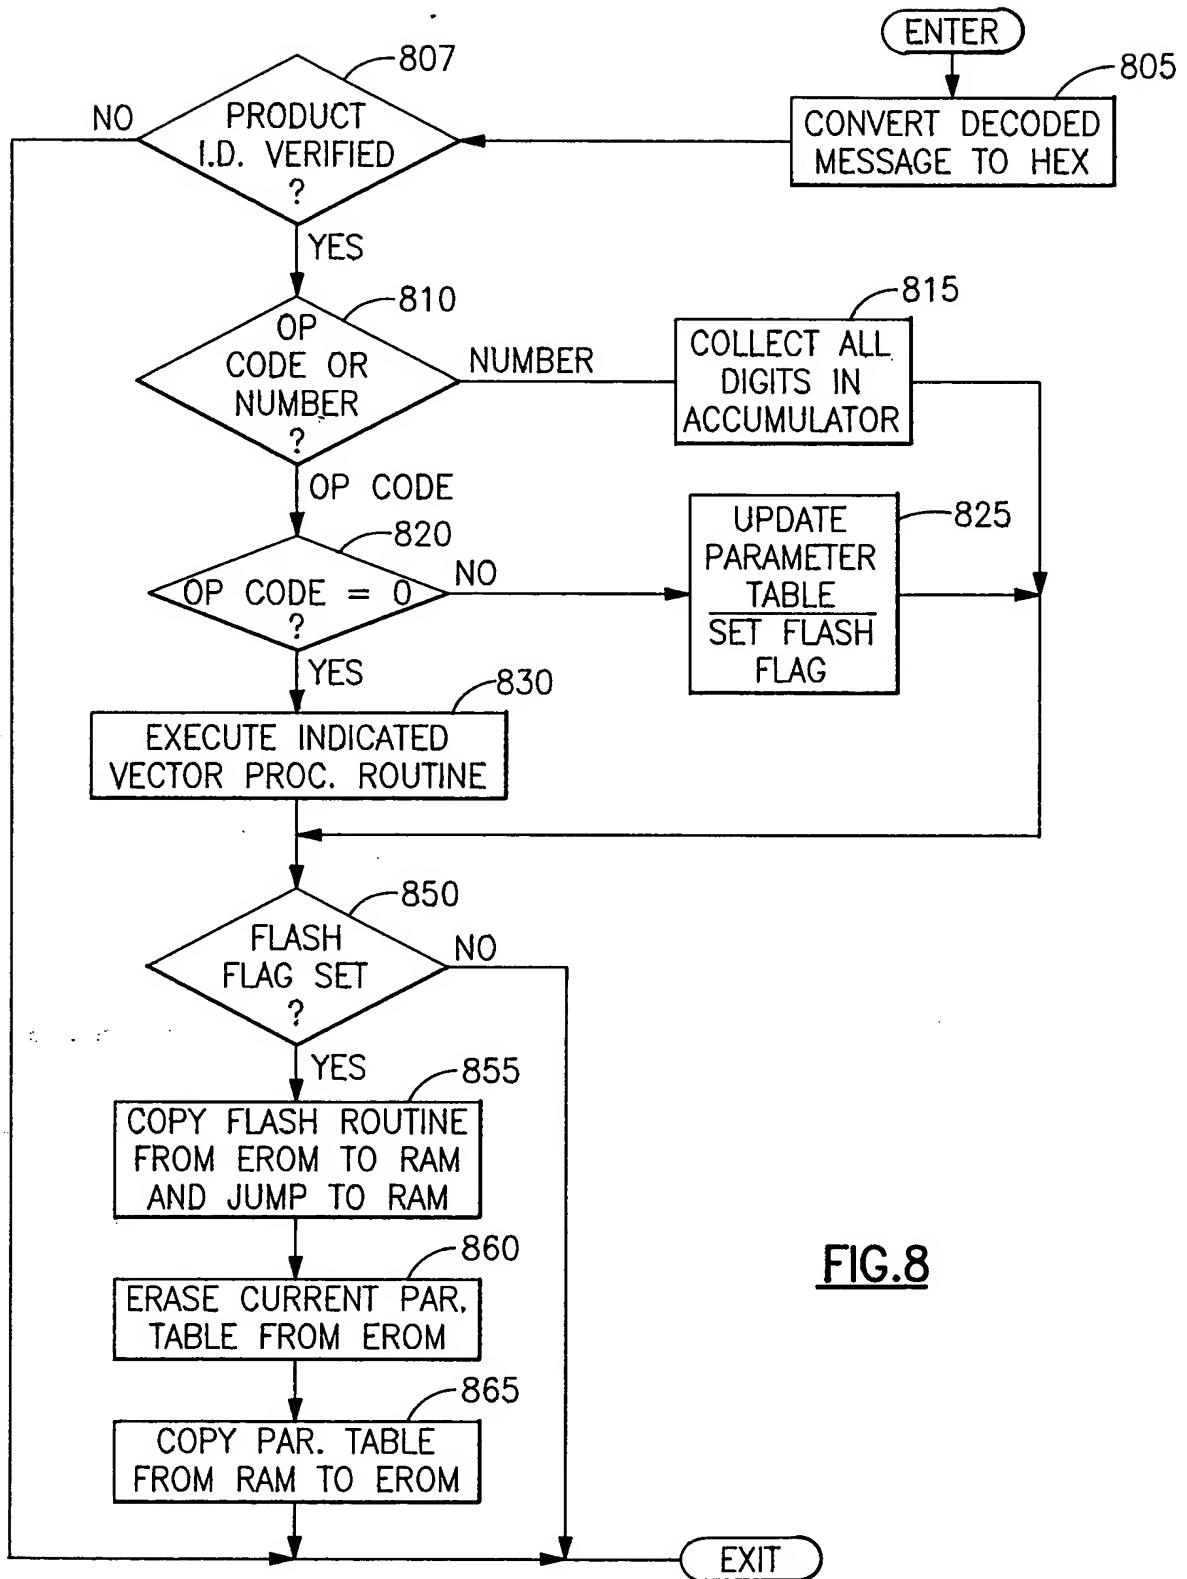 ENTER
805
CONVERT DECODED
MESSAGE TO HEX
807
NO
PRODUCT
I.D. VERIFIED
?
YES
810
OP
CODE OR
NUMBER
?
NUMBER
815
COLLECT ALL
DIGITS IN
ACCUMULATOR
OP CODE
820
OP CODE = 0
?
NO
825
UPDATE
PARAMETER
TABLE
SET FLASH
FLAG
YES
830
EXECUTE INDICATED
VECTOR PROC. ROUTINE
850
FLASH
FLAG SET
?
NO
YES
855
COPY FLASH ROUTINE
FROM EROM TO RAM
AND JUMP TO RAM
860
ERASE CURRENT PAR.
TABLE FROM EROM
865
COPY PAR. TABLE
FROM RAM TO EROM
EXIT
FIG.8